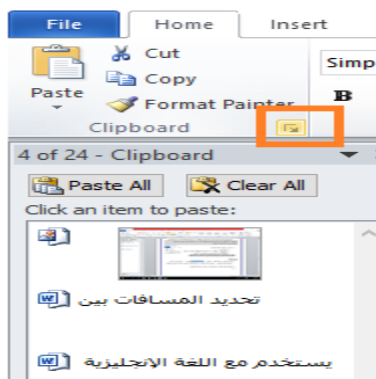 File Home Insert
Cut
Copy
Paste
Format Painter
Simp
B
Clipboard
4 of 24 - Clipboard
Paste All Clear All
Click an item to paste:
تحديد المسافات بين
يستخدم مع اللغة الإنجليزية